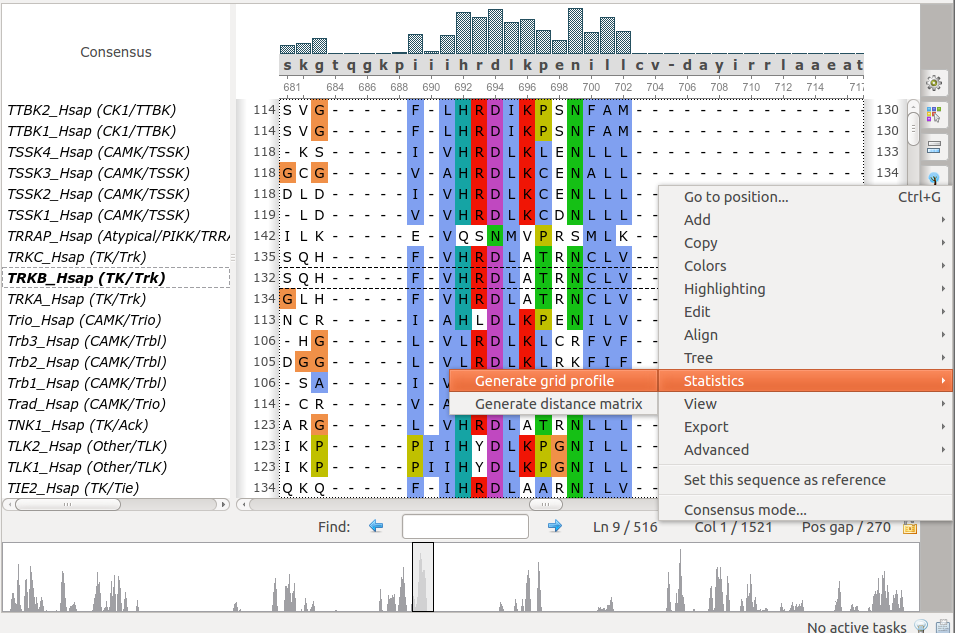 Consensus
s k g t q g k p i i i h r d l k p e n i l l c v - d a y i r r l a a e a t
681 684 686 688 690 692 694 696 698 700 702 704 706 708 710 712 714 717
TTBK2_Hsap (CK1/TTBK) 114 S V G - - - - - F - L H R D I K P S N F A M - - - - - - - - - - - - - - - 130
TTBK1_Hsap (CK1/TTBK) 114 S V G - - - - - F - L H R D I K P S N F A M - - - - - - - - - - - - - - - 130
TSSK4_Hsap (CAMK/TSSK) 118 - K S - - - - - I - V H R D L K L E N L L L - - - - - - - - - - - - - - - 133
TSSK3_Hsap (CAMK/TSSK) 118 G C G - - - - - V - A H R D L K C E N A L L - - - - - - - - - - - - - - - 134
TSSK2_Hsap (CAMK/TSSK) 118 D L D - - - - - I - V H R D L K C E N L L L -
TSSK1_Hsap (CAMK/TSSK) 119 - L D - - - - - V - V H R D L K C D N L L L -
TRRAP_Hsap (Atypical/PIKK/TRRA 142 I L K - - - - - E - V Q S N M V P R S M L K -
TRKC_Hsap (TK/Trk) 135 S Q H - - - - - F - V H R D L A T R N C L V -
TRKB_Hsap (TK/Trk) 132 S Q H - - - - - F - V H R D L A T R N C L V -
TRKA_Hsap (TK/Trk) 134 G L H - - - - - F - V H R D L A T R N C L V -
Trio_Hsap (CAMK/Trio) 113 N C R - - - - - I - A H L D L K P E N I L V -
Trb3_Hsap (CAMK/Trbl) 106 - H G - - - - - L - V L R D L K L C R F V F -
Trb2_Hsap (CAMK/Trbl) 105 D G G - - - - - L - V L R D L K L R K F I F -
Trb1_Hsap (CAMK/Trbl) 106 - S A - - - - - I - V
Trad_Hsap (CAMK/Trio) 114 - C R - - - - - V - A
TNK1_Hsap (TK/Ack) 123 A R G - - - - - L - V H R D L A T R N L L L -
TLK2_Hsap (Other/TLK) 123 I K P - - - - - P I I H Y D L K P G N I L L -
TLK1_Hsap (Other/TLK) 123 I K P - - - - - P I I H Y D L K P G N I L L -
TIE2_Hsap (TK/Tie) 134 Q K Q - - - - - F - I H R D L A A R N I L V -
Go to position... Ctrl+G
Add
Copy
Colors
Highlighting
Edit
Align
Tree
Statistics
View
Export
Advanced
Set this sequence as reference
Consensus mode...
Generate grid profile
Generate distance matrix
Find: Ln 9 / 516 Col 1 / 1521 Pos gap / 270
No active tasks